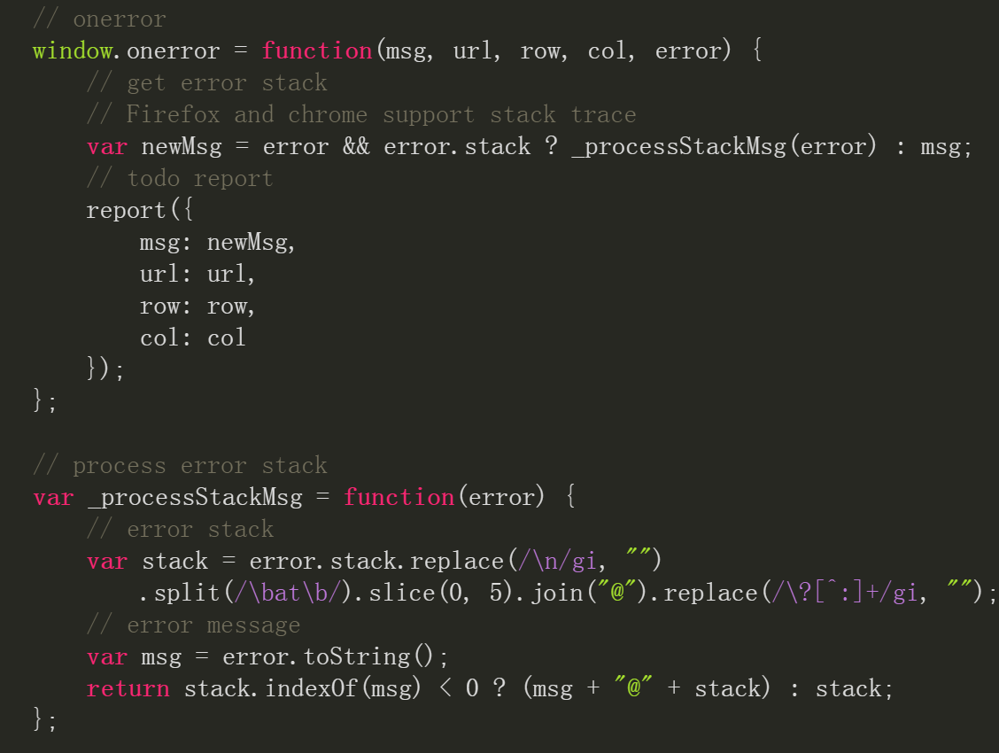 // onerror
window.onerror = function(msg, url, row, col, error) {
    // get error stack
    // Firefox and chrome support stack trace
    var newMsg = error && error.stack ? _processStackMsg(error) : msg;
    // todo report
    report({
        msg: newMsg,
        url: url,
        row: row,
        col: col
    });
};

// process error stack
var _processStackMsg = function(error) {
    // error stack
    var stack = error.stack.replace(/\n/gi, "")
        .split(/\bat\b/).slice(0, 5).join("@").replace(/\?[^:]+/gi, "");
    // error message
    var msg = error.toString();
    return stack.indexOf(msg) < 0 ? (msg + "@" + stack) : stack;
};